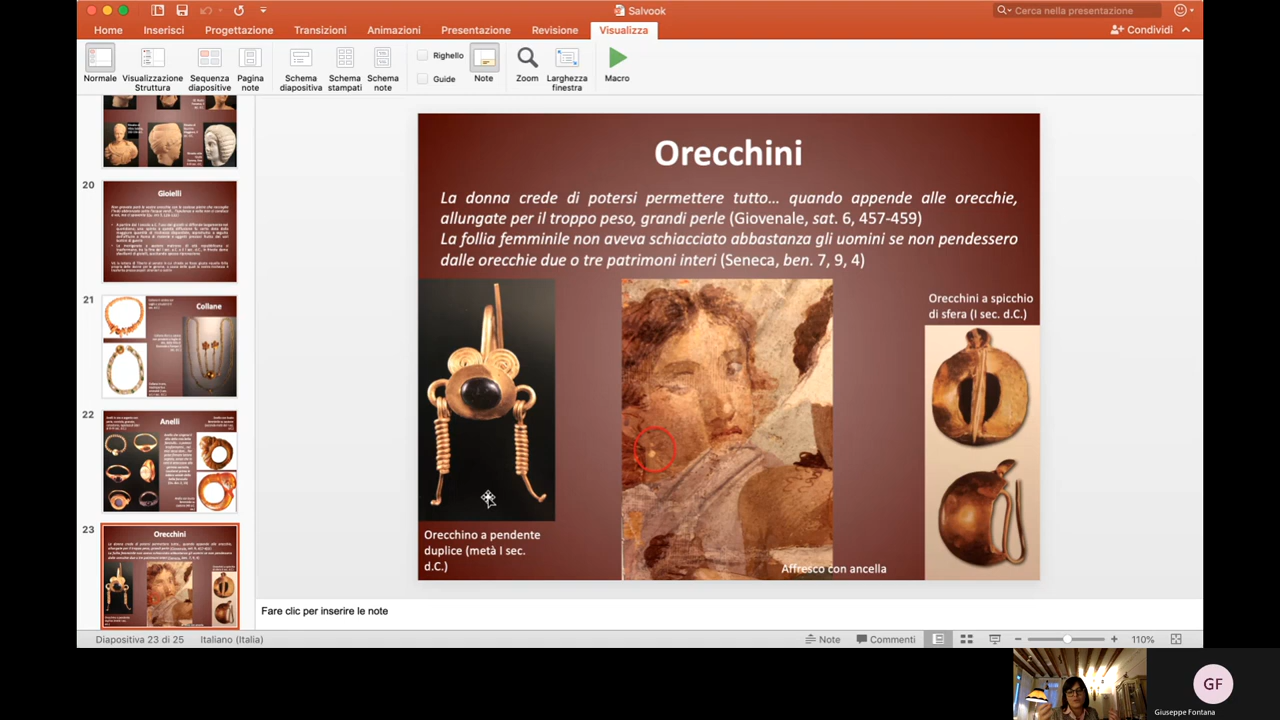 Salvook
Cerca nella presentazione
Home
Inserisci
Progettazione
Transizioni
Animazioni
Presentazione
Revisione
Visualizza
Condividi
Normale
Visualizzazione
Struttura
Sequenza
diapositive
Pagina
note
Schema
diapositiva
Schema
stampati
Schema
note
Righello
Guide
Note
Zoom
Larghezza
finestra
Macro
20
Gioielli
21
Collane
22
Anelli
23
Orecchini
Orecchini
La donna crede di potersi permettere tutto... quando appende alle orecchie,
allungate per il troppo peso, grandi perle (Giovenale, sat. 6, 457-459)
La follia femminile non aveva schiacciato abbastanza gli uomini se non pendessero
dalle orecchie due o tre patrimoni interi (Seneca, ben. 7, 9, 4)
Orecchini a spicchio
di sfera (I sec. d.C.)
Orecchino a pendente
duplice (metà I sec.
d.C.)
Affresco con ancella
Fare clic per inserire le note
Diapositiva 23 di 25
Italiano (Italia)
Note
Commenti
110%
GF
Giuseppe Fontana